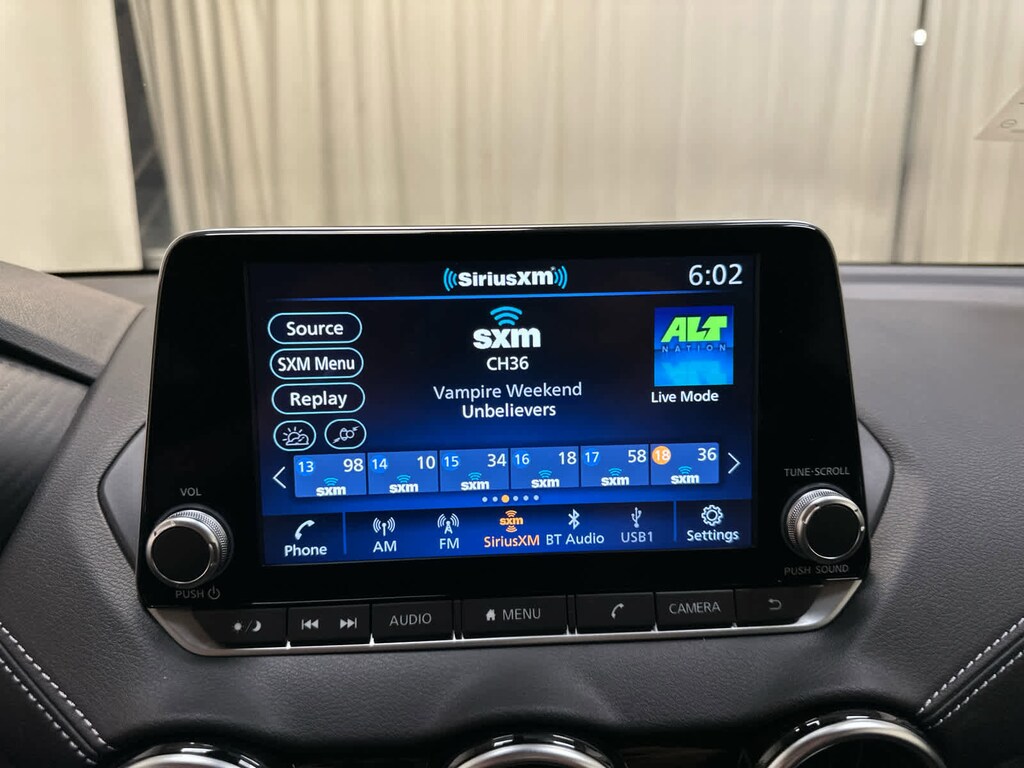 SiriusXM
6:02
Source
SXM Menu
Replay
sxm
CH36
Vampire Weekend
Unbelievers
ALT
NATION
Live Mode
13 98 sxm
14 10 sxm
15 34 sxm
16 18 sxm
17 58 sxm
18 36 sxm
Phone
AM
FM
sxm
SiriusXM
BT Audio
USB1
Settings
VOL
PUSH
TUNE·SCROLL
PUSH SOUND
AUDIO
MENU
CAMERA